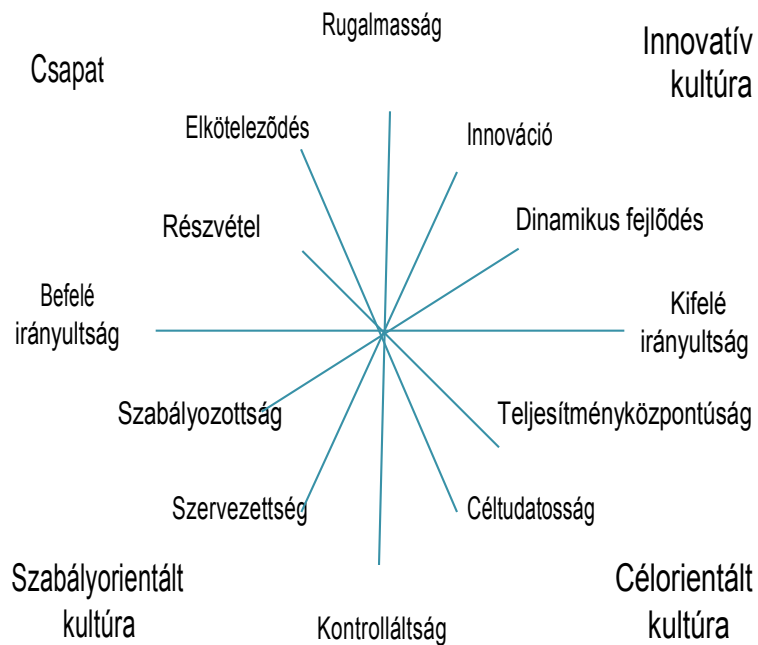 Rugalmasság
Csapat
Innovatív
kultúra
Elkötelezõdés
Innováció
Részvétel
Dinamikus fejlõdés
Befelé
irányultság
Kifelé
irányultság
Szabályozottság
Teljesítményközpontúság
Szervezettség
Céltudatosság
Szabályorientált
kultúra
Célorientált
kultúra
Kontrolláltság